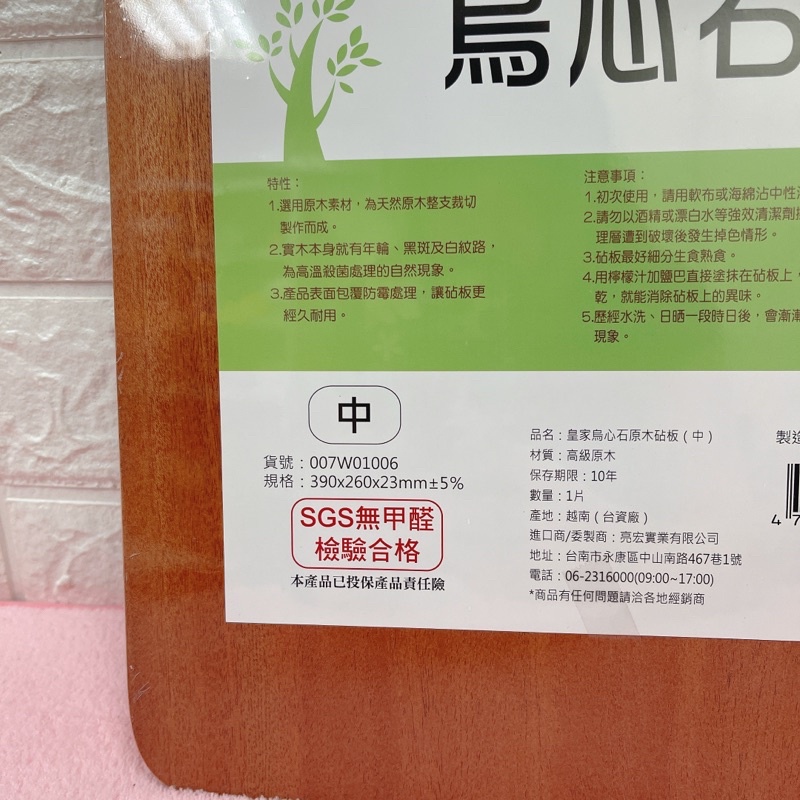 烏心石
特性：
1.選用原木素材，為天然原木整支裁切
製作而成。
2.實木本身就有年輪、黑斑及白紋路，
為高溫殺菌處理的自然現象。
3.產品表面包覆防霉處理，讓砧板更
經久耐用。
注意事項：
1.初次使用，請用軟布或海綿沾中性
2.請勿以酒精或漂白水等強效清潔劑
理層遭到破壞後發生掉色情形。
3.砧板最好細分生食熟食。
4.用檸檬汁加鹽巴直接塗抹在砧板上，
乾，就能消除砧板上的異味。
5.歷經水洗、日晒一段時日後，會漸漸
現象。
中
貨號：007W01006
規格：390x260x23mm±5%
SGS無甲醛
檢驗合格
本產品已投保產品責任險
品名：皇家烏心石原木砧板（中）
材質：高級原木
保存期限：10年
數量：1片
產地：越南（台資廠）
進口商/委製商：亮宏實業有限公司
地址：台南市永康區中山南路467巷1號
電話：06-2316000(09:00~17:00)
*商品有任何問題請洽各地經銷商
製造
4 7